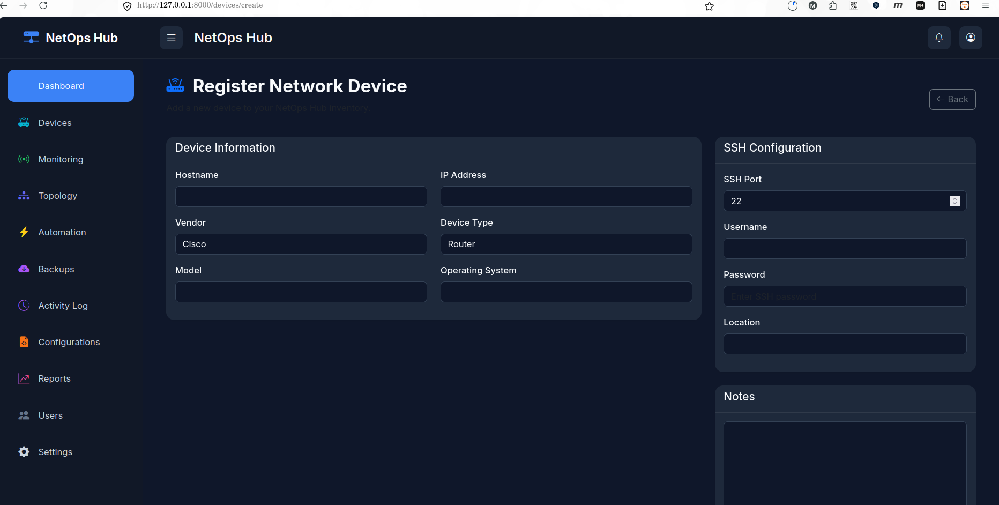 http://127.0.0.1:8000/devices/create
NetOps Hub
NetOps Hub
Dashboard
Devices
Monitoring
Topology
Automation
Backups
Activity Log
Configurations
Reports
Users
Settings
Register Network Device
Add a new device to your NetOps Hub inventory.
← Back
Device Information
Hostname
IP Address
Vendor
Device Type
Cisco
Router
Model
Operating System
SSH Configuration
SSH Port
22
Username
Password
Enter SSH password
Location
Notes